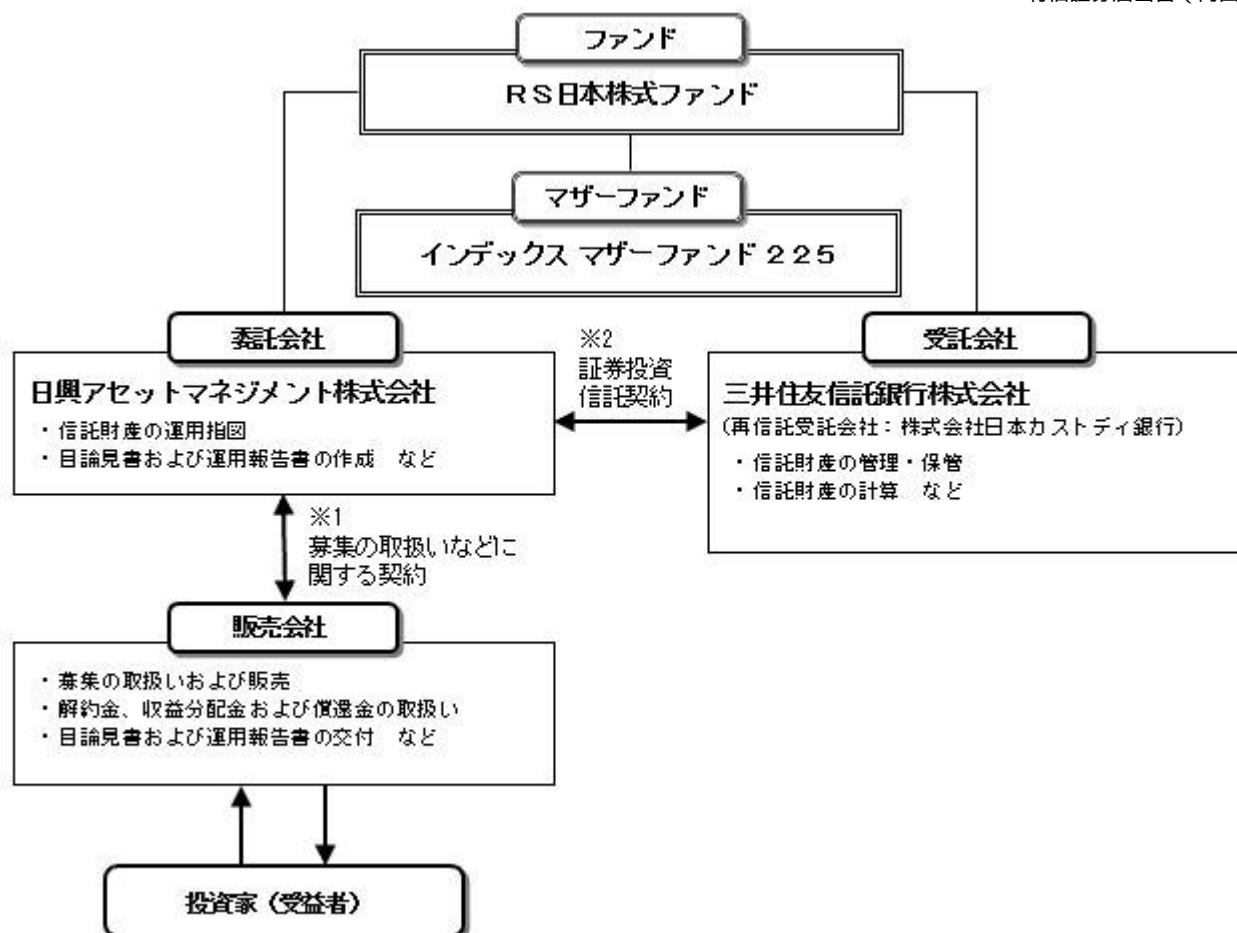 ファンド
RS日本株式ファンド
マザーファンド
インデックス マザーファンド225
委託会社
日興アセットマネジメント株式会社
・信託財産の運用指図
・目論見書および運用報告書の作成 など
※2
証券投資
信託契約
受託会社
三井住友信託銀行株式会社
(再信託受託会社:株式会社日本カストディ銀行)
・信託財産の管理・保管
・信託財産の計算 など
※1
募集の取扱いなどに
関する契約
販売会社
・募集の取扱いおよび販売
・解約金、収益分配金および償還金の取扱い
・目論見書および運用報告書の交付 など
投資家(受益者)